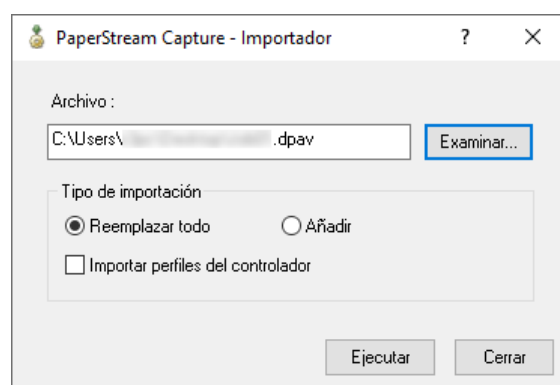 PaperStream Capture - Importador
?
Archivo :
C:\Users\ .dpav
Examinar...
Tipo de importación
Reemplazar todo
Añadir
Importar perfiles del controlador
Ejecutar
Cerrar